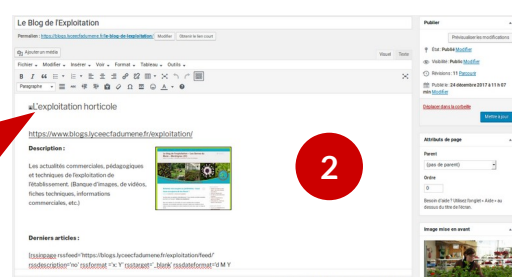 Le Blog de l'Exploitation
Permalien : https://blogs.lyceecfadumene.fr/le-blog-de-lexploitation/ Modifier Obtenir le lien court
Ajouter un média
Visuel Texte
Fichier Modifier Insérer Voir Format Tableau Outils
Paragraphe
L'exploitation horticole
https://www.blogs.lyceecfadumene.fr/exploitation/
Description :
Les actualités commerciales, pédagogiques
et techniques de l'exploitation de
l'établissement. (Banque d'images, de vidéos,
fiches techniques, informations
commerciales, etc.)
Derniers articles :
[rssinpage rssfeed='https://blogs.lyceecfadumene.fr/exploitation/feed/'
rssdescription='no' rssformat='x: Y' rsstarget='_blank' rssdateformat='d M Y
2
Publier
Prévisualiser les modifications
État : Publié Modifier
Visibilité : Public Modifier
Révisions : 11 Parcourir
Publié le : 24 décembre 2017 à 11 h 07
min Modifier
Déplacer dans la corbeille
Mettre à jour
Attributs de page
Parent
(pas de parent)
Ordre
0
Besoin d'aide ? Utilisez l'onglet « Aide » au
dessus du titre de l'écran.
Image mise en avant